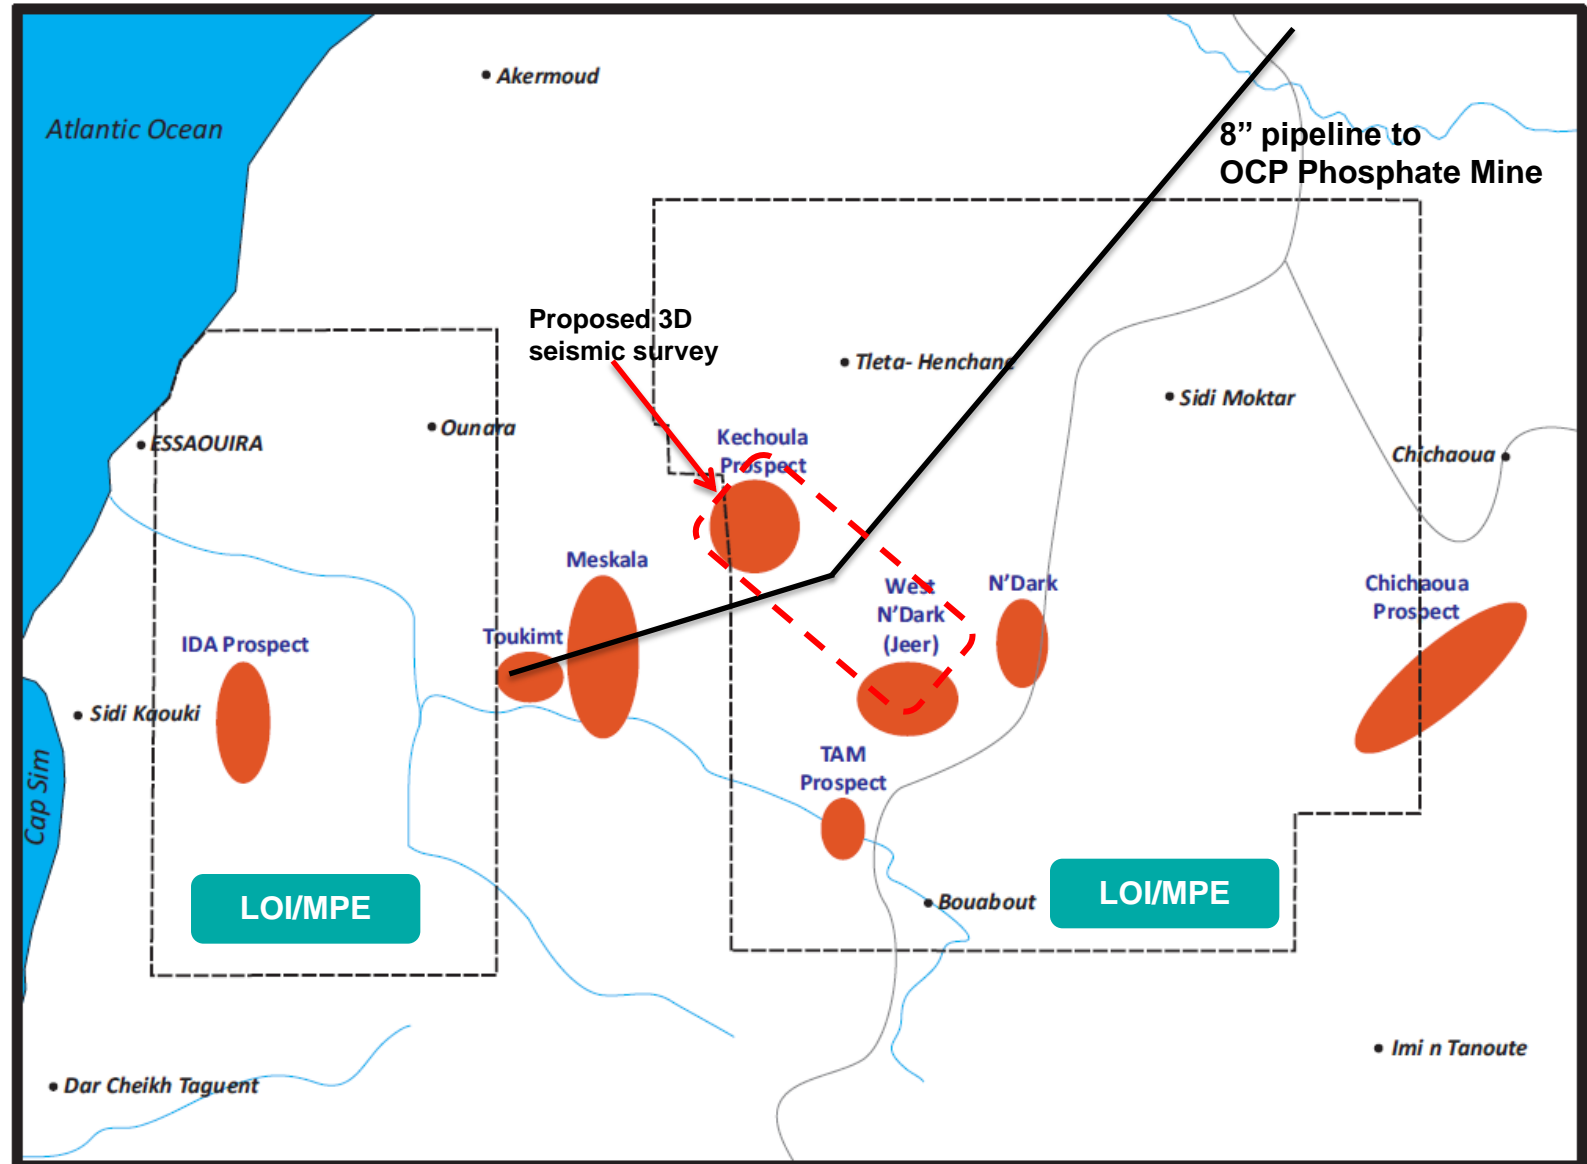 Akermoud
Atlantic Ocean
8” pipeline to
OCP Phosphate Mine
Proposed 3D
seismic survey
Tleta- Henchane
Sidi Moktar
Ounara
ESSAOUIRA
Kechoula
Prospect
Chichaoua
Meskala
West
N’Dark
(Jeer)
N’Dark
Chichaoua
Prospect
Toukimt
IDA Prospect
Sidi Kaouki
Cap Sim
TAM
Prospect
LOI/MPE
LOI/MPE
Bouabout
Imi n Tanoute
Dar Cheikh Taguent